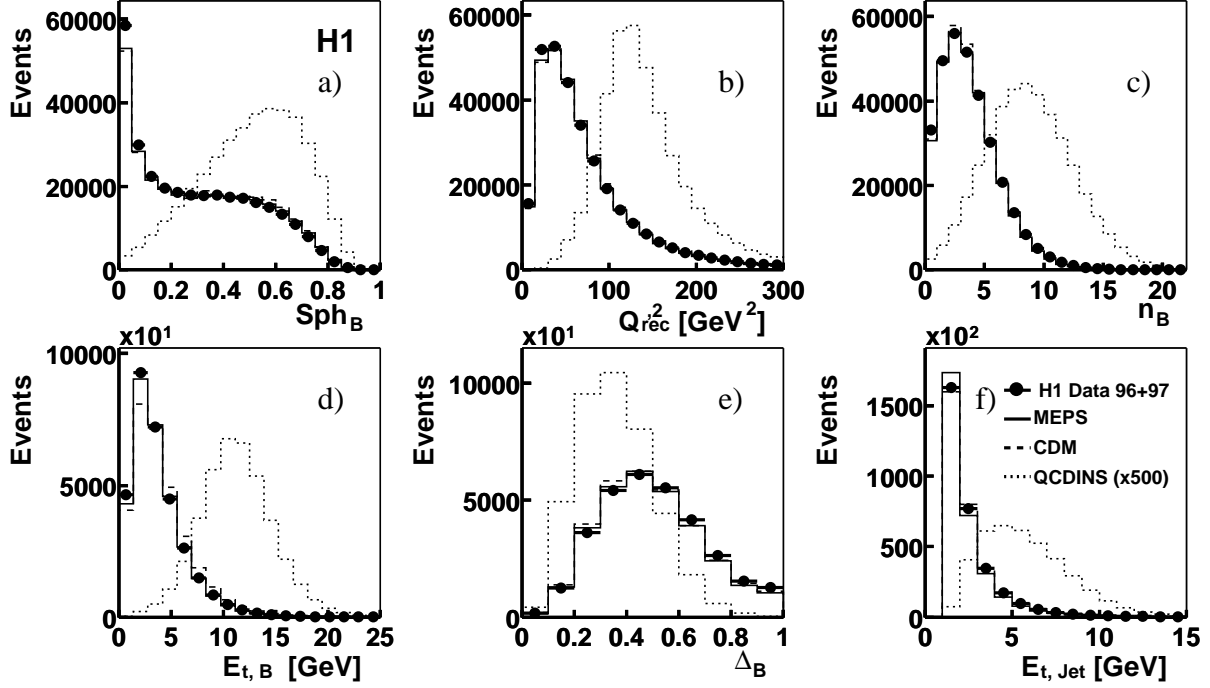 Events
60000
40000
20000
0
H1
a)
0 0.2 0.4 0.6 0.8 1
Sph_B
Events
60000
40000
20000
0
b)
0 100 200 300
Q'^2_rec [GeV^2]
Events
60000
40000
20000
0
c)
0 5 10 15 20
n_B
x10^1
Events
10000
5000
0
d)
0 5 10 15 20 25
E_t, B [GeV]
x10^1
Events
10000
5000
0
e)
0 0.2 0.4 0.6 0.8 1
Δ_B
x10^2
Events
1500
1000
500
0
f)
H1 Data 96+97
MEPS
CDM
QCDINS (x500)
0 5 10 15
E_t, Jet [GeV]